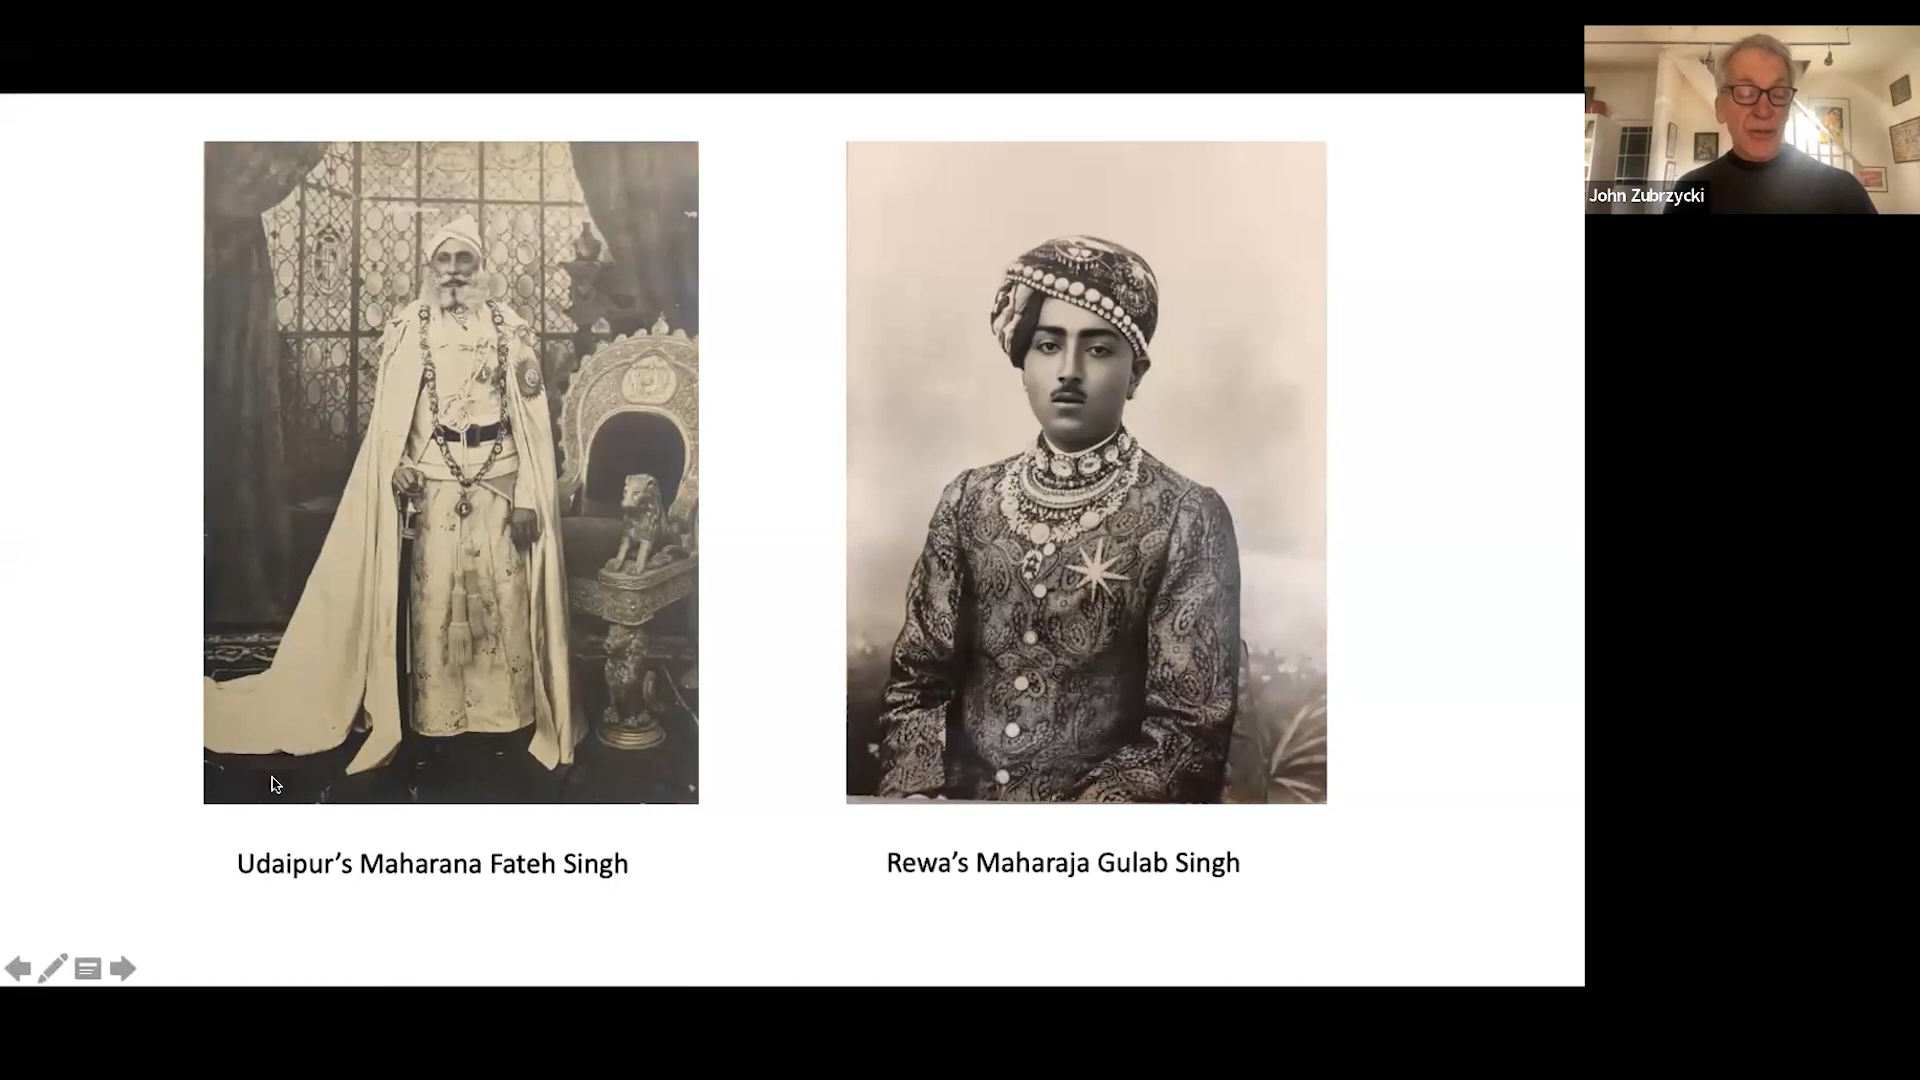 John Zubrzycki
Udaipur’s Maharana Fateh Singh
Rewa’s Maharaja Gulab Singh